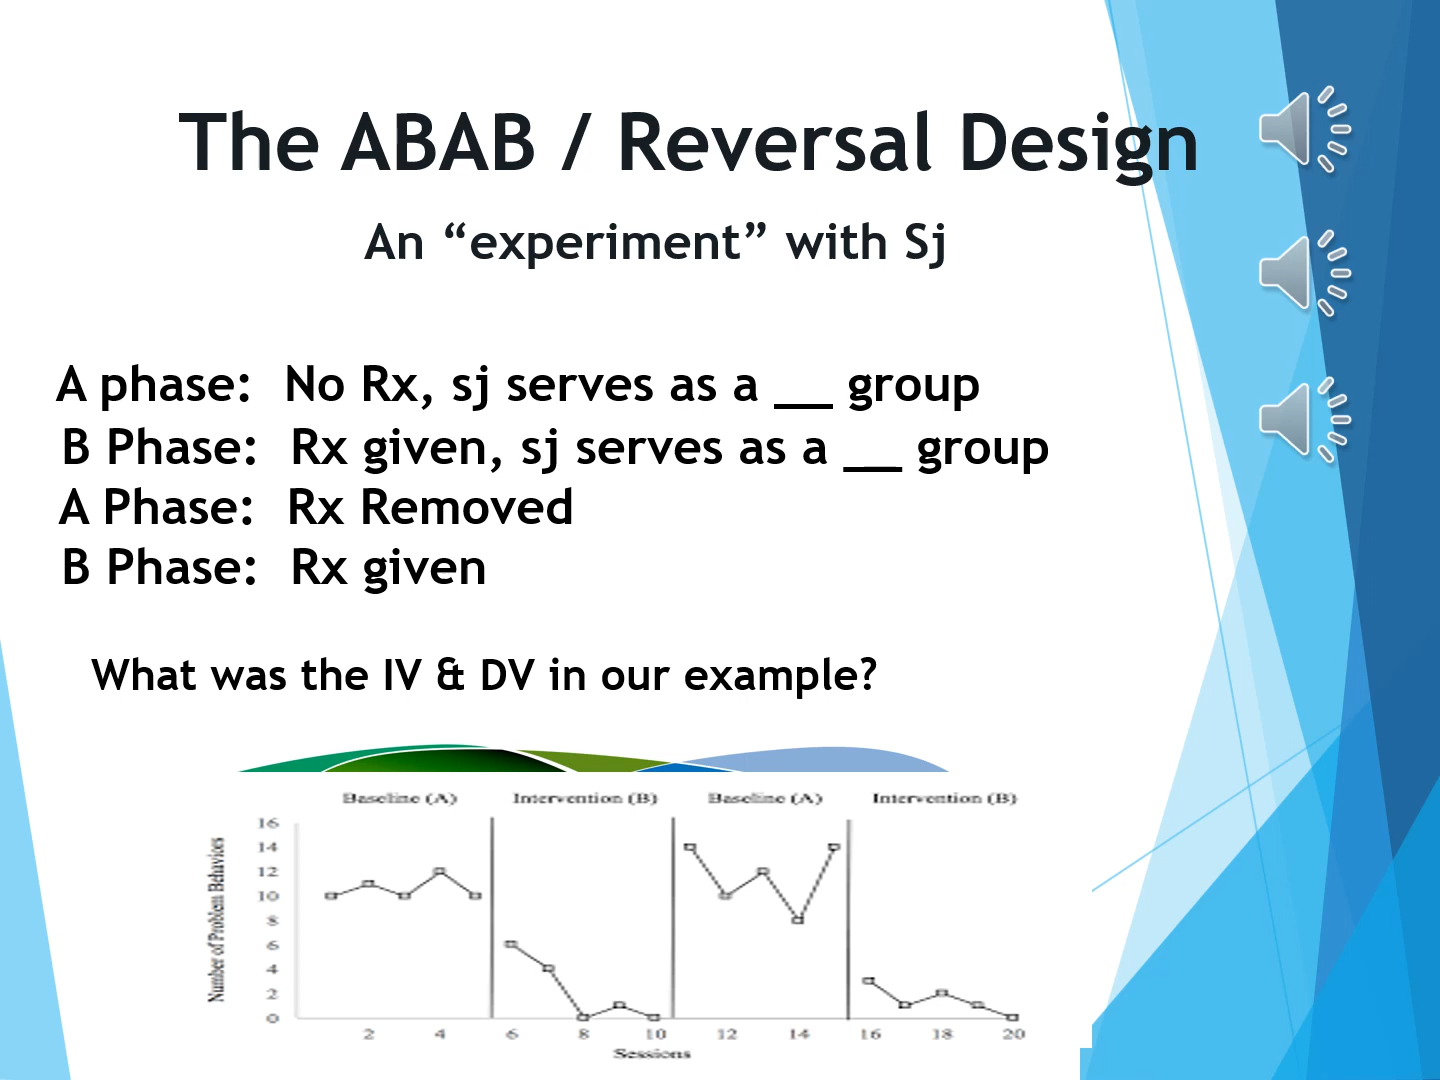 The ABAB / Reversal Design
An “experiment” with Sj
A phase: No Rx, sj serves as a __ group
B Phase: Rx given, sj serves as a __ group
A Phase: Rx Removed
B Phase: Rx given
What was the IV & DV in our example?
Baseline (A) Intervention (B) Baseline (A) Intervention (B)
Number of Problem Behaviors
16
14
12
10
8
6
4
2
0
2 4 6 8 10 12 14 16 18 20
Sessions